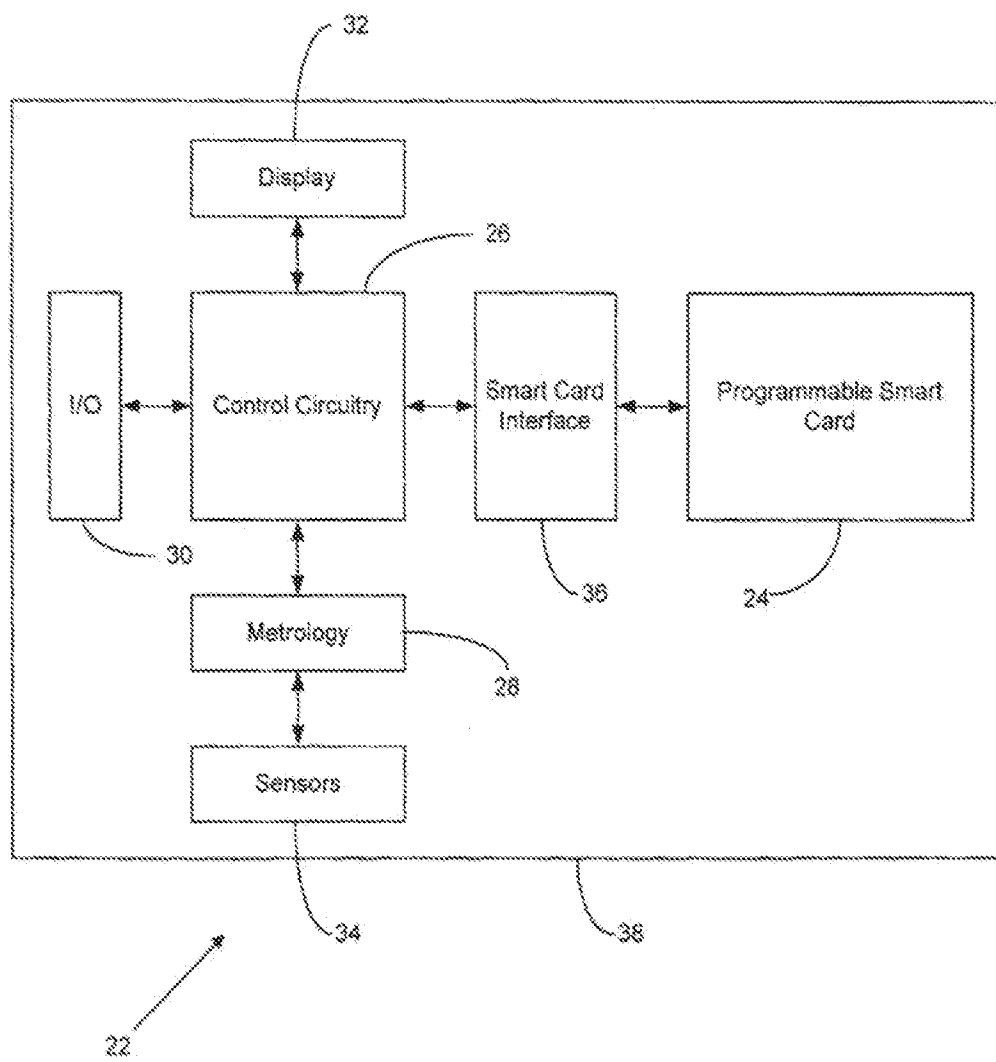 32
Display
26
I/O
Control Circuitry
Smart Card
Interface
Programmable Smart
Card
30
36
24
Metrology
28
Sensors
34
38
22